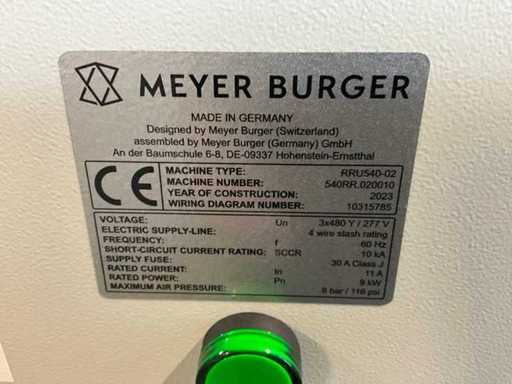 MEYER BURGER
MADE IN GERMANY
Designed by Meyer Burger (Switzerland)
assembled by Meyer Burger (Germany) GmbH
An der Baumschule 6-8, DE-09337 Hohenstein-Ernstthal
CE
MACHINE TYPE: RRU540-02
MACHINE NUMBER: 540RR.020010
YEAR OF CONSTRUCTION: 2023
WIRING DIAGRAM NUMBER: 10315785
VOLTAGE: Un 3x480 Y / 277 V
ELECTRIC SUPPLY-LINE: 4 wire slash rating
FREQUENCY: f 60 Hz
SHORT-CIRCUIT CURRENT RATING: SCCR 10 kA
SUPPLY FUSE: 30 A Class J
RATED CURRENT: In 11 A
RATED POWER: Pn 9 kW
MAXIMUM AIR PRESSURE: 8 bar / 116 psi